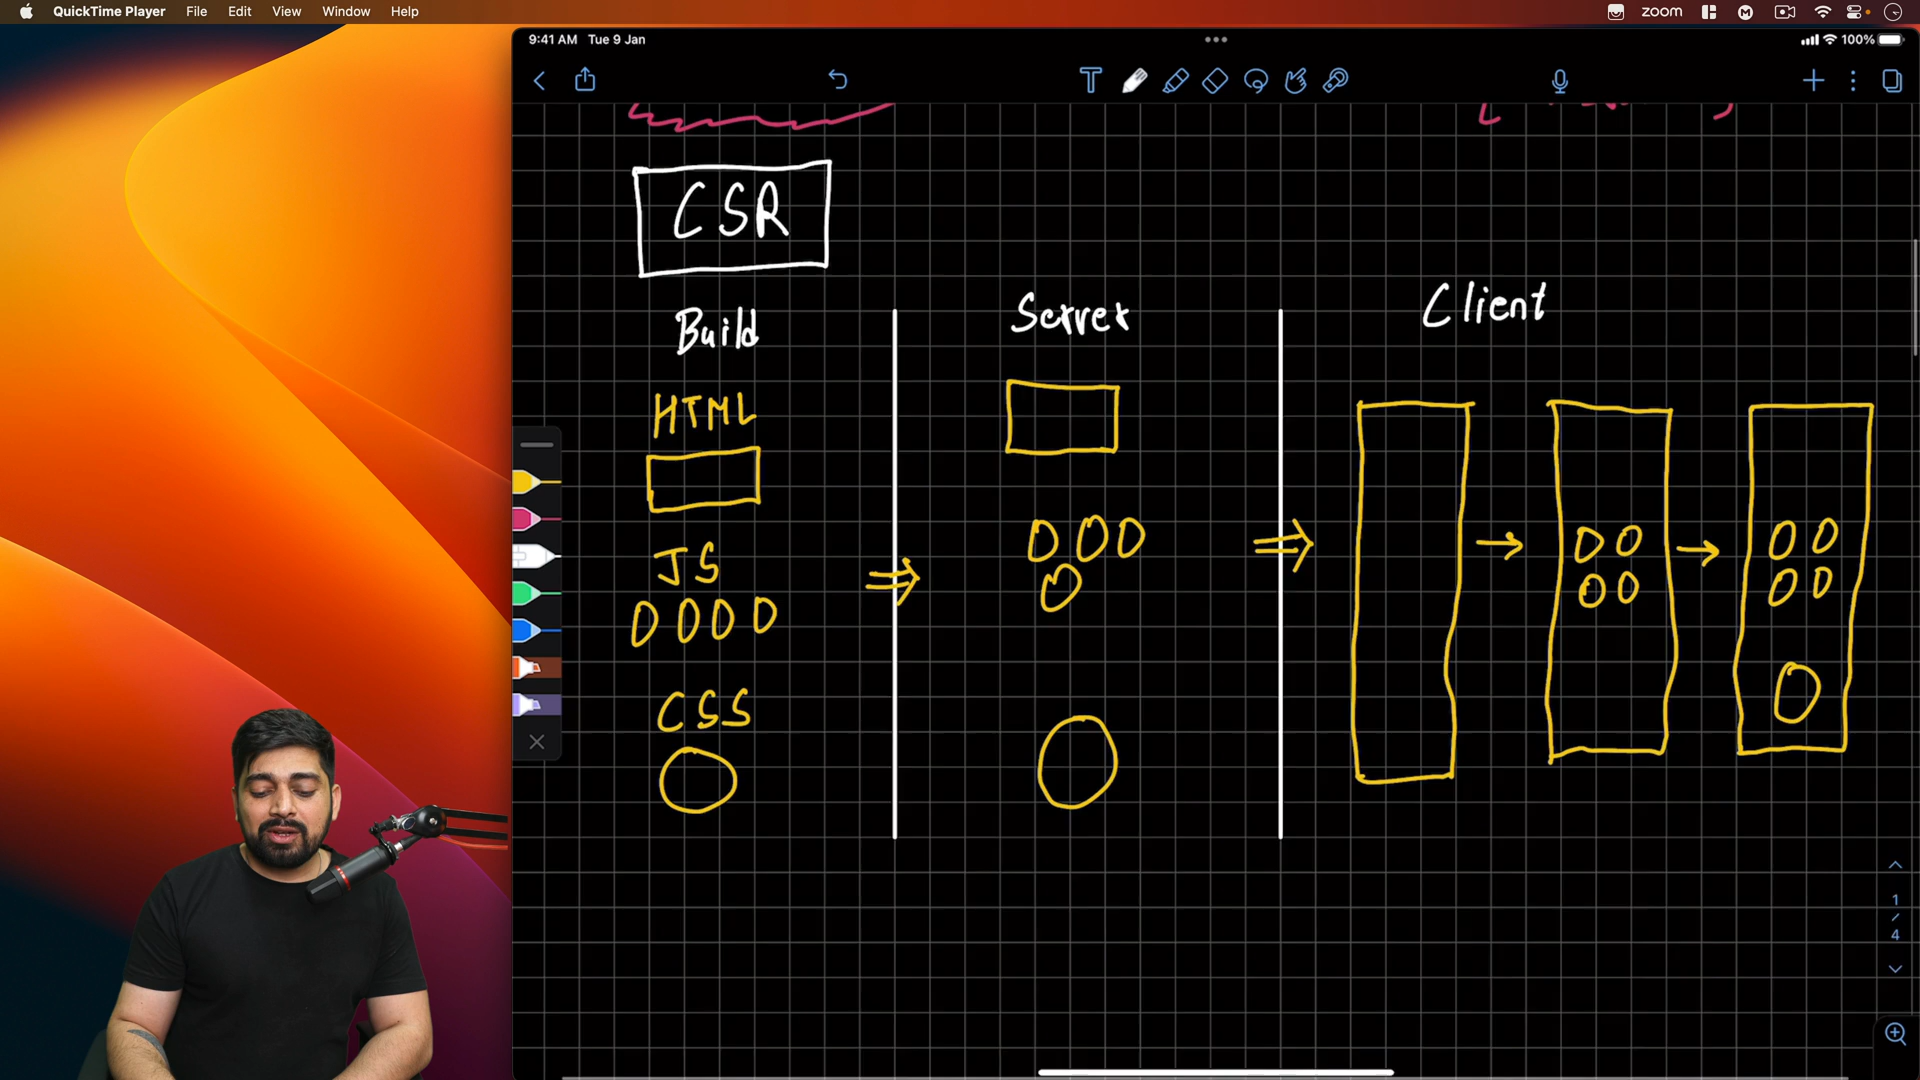 QuickTime Player File Edit View Window Help zoom
9:41 AM Tue 9 Jan 100%
CSR
Build Server Client
HTML
JS
CSS
1
/
4